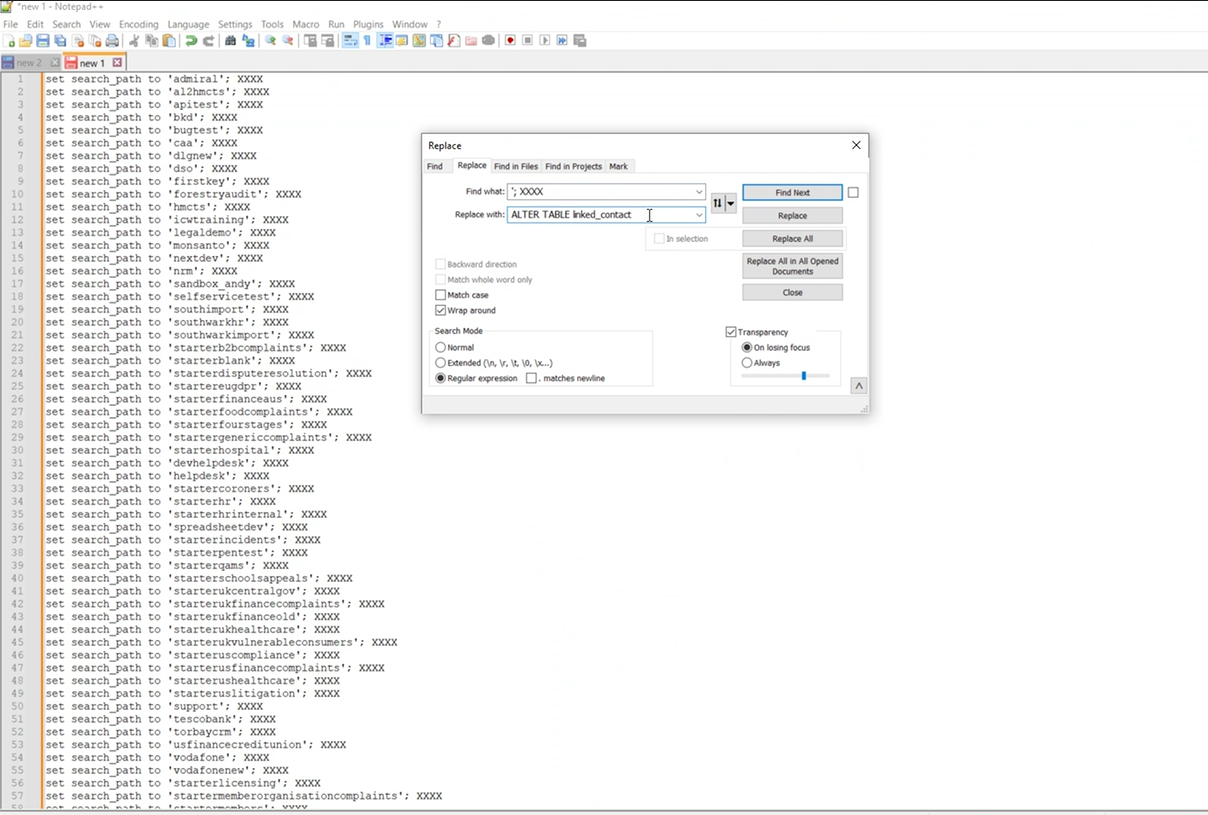 *new 1 - Notepad++
File Edit Search View Encoding Language Settings Tools Macro Run Plugins Window ?
new 2 new 1
1 set search_path to 'admiral'; XXXX
2 set search_path to 'al2hmcts'; XXXX
3 set search_path to 'apitest'; XXXX
4 set search_path to 'bkd'; XXXX
5 set search_path to 'bugtest'; XXXX
6 set search_path to 'caa'; XXXX
7 set search_path to 'dlgnew'; XXXX
8 set search_path to 'dso'; XXXX
9 set search_path to 'firstkey'; XXXX
10 set search_path to 'forestryaudit'; XXXX
11 set search_path to 'hmcts'; XXXX
12 set search_path to 'icwtraining'; XXXX
13 set search_path to 'legaldemo'; XXXX
14 set search_path to 'monsanto'; XXXX
15 set search_path to 'nextdev'; XXXX
16 set search_path to 'nrm'; XXXX
17 set search_path to 'sandbox_andy'; XXXX
18 set search_path to 'selfservicetest'; XXXX
19 set search_path to 'southimport'; XXXX
20 set search_path to 'southwarkhr'; XXXX
21 set search_path to 'southwarkimport'; XXXX
22 set search_path to 'starterb2bcomplaints'; XXXX
23 set search_path to 'starterblank'; XXXX
24 set search_path to 'starterdisputeresolution'; XXXX
25 set search_path to 'startereugdpr'; XXXX
26 set search_path to 'starterfinanceaus'; XXXX
27 set search_path to 'starterfoodcomplaints'; XXXX
28 set search_path to 'starterfourstages'; XXXX
29 set search_path to 'startergenericcomplaints'; XXXX
30 set search_path to 'starterhospital'; XXXX
31 set search_path to 'devhelpdesk'; XXXX
32 set search_path to 'helpdesk'; XXXX
33 set search_path to 'startercoroners'; XXXX
34 set search_path to 'starterhr'; XXXX
35 set search_path to 'starterhrinternal'; XXXX
36 set search_path to 'spreadsheetdev'; XXXX
37 set search_path to 'starterincidents'; XXXX
38 set search_path to 'starterpentest'; XXXX
39 set search_path to 'starterqams'; XXXX
40 set search_path to 'starterschoolsappeals'; XXXX
41 set search_path to 'starterukcentralgov'; XXXX
42 set search_path to 'starterukfinancecomplaints'; XXXX
43 set search_path to 'starterukfinanceold'; XXXX
44 set search_path to 'starterukhealthcare'; XXXX
45 set search_path to 'starterukvulnerableconsumers'; XXXX
46 set search_path to 'starteruscompliance'; XXXX
47 set search_path to 'starterusfinancecomplaints'; XXXX
48 set search_path to 'starterushealthcare'; XXXX
49 set search_path to 'starteruslitigation'; XXXX
50 set search_path to 'support'; XXXX
51 set search_path to 'tescobank'; XXXX
52 set search_path to 'torbaycrm'; XXXX
53 set search_path to 'usfinancecreditunion'; XXXX
54 set search_path to 'vodafone'; XXXX
55 set search_path to 'vodafonenew'; XXXX
56 set search_path to 'starterlicensing'; XXXX
57 set search_path to 'startermemberorganisationcomplaints'; XXXX
58 set search_path to 'startermembers'; XXXX
Replace
Find Replace Find in Files Find in Projects Mark
Find what: '; XXXX Find Next
Replace with: ALTER TABLE linked_contact Replace
In selection Replace All
Replace All in All Opened Documents
Close
Backward direction
Match whole word only
Match case
Wrap around
Search Mode
Normal
Extended (\n, \r, \t, \0, \x...)
Regular expression . matches newline
Transparency
On losing focus
Always